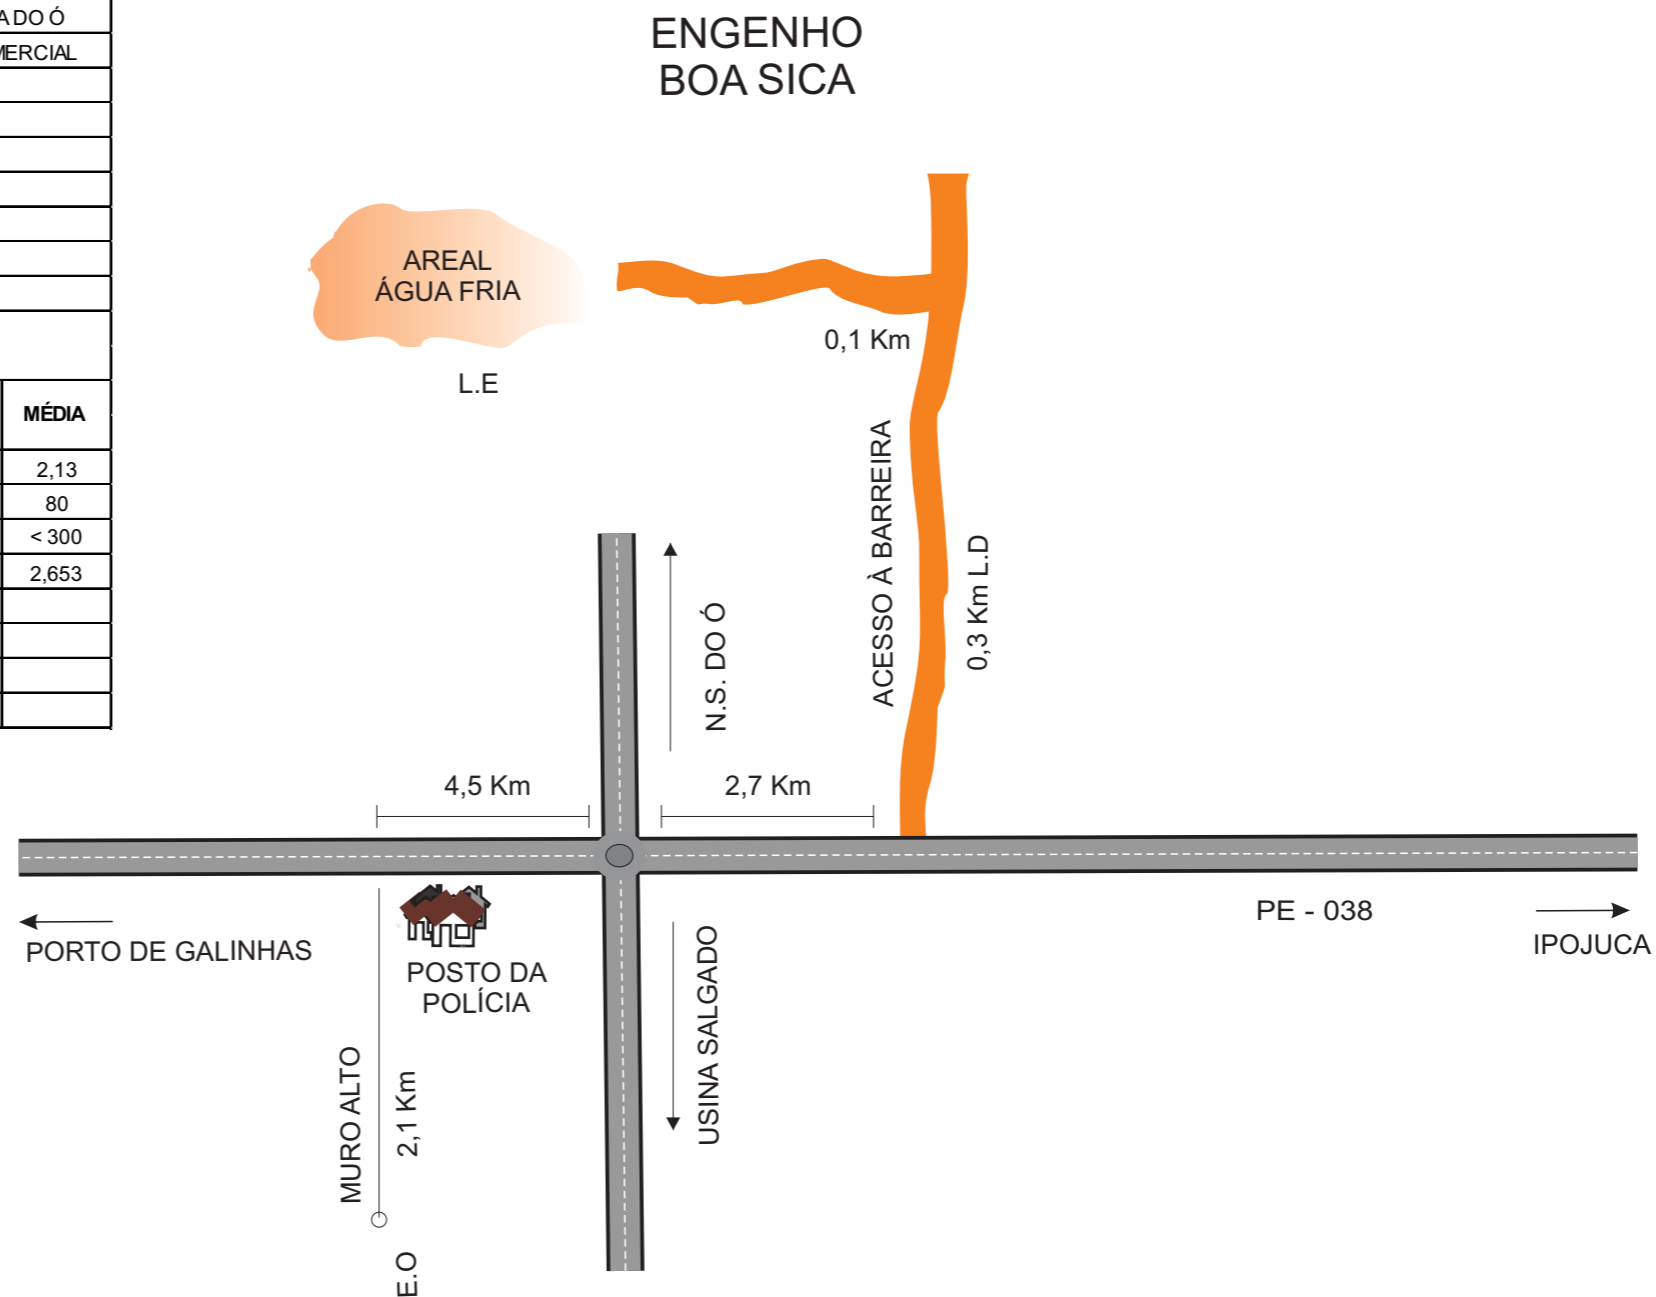 A DO Ó
MERCIAL
MÉDIA
2,13
80
< 300
2,653
ENGENHO
BOA SICA
AREAL
ÁGUA FRIA
L.E
0,1 Km
ACESSO À BARREIRA
0,3 Km L.D
N.S. DO Ó
4,5 Km
2,7 Km
PORTO DE GALINHAS
POSTO DA
POLÍCIA
PE - 038
IPOJUCA
USINA SALGADO
MURO ALTO
2,1 Km
E.O